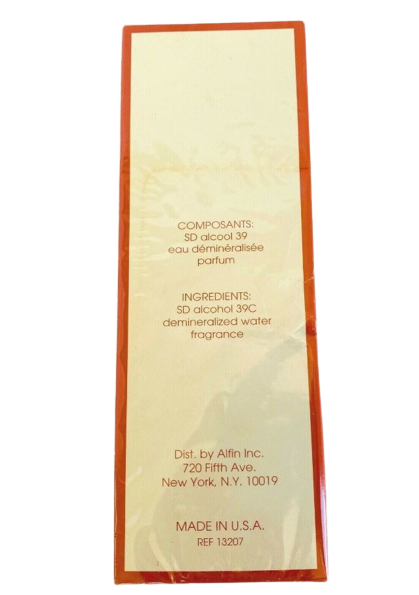 COMPOSANTS:
SD alcool 39
eau déminéralisée
parfum
INGREDIENTS:
SD alcohol 39C
demineralized water
fragrance
Dist. by Alfin Inc.
720 Fifth Ave.
New York, N.Y. 10019
MADE IN U.S.A.
REF 13207